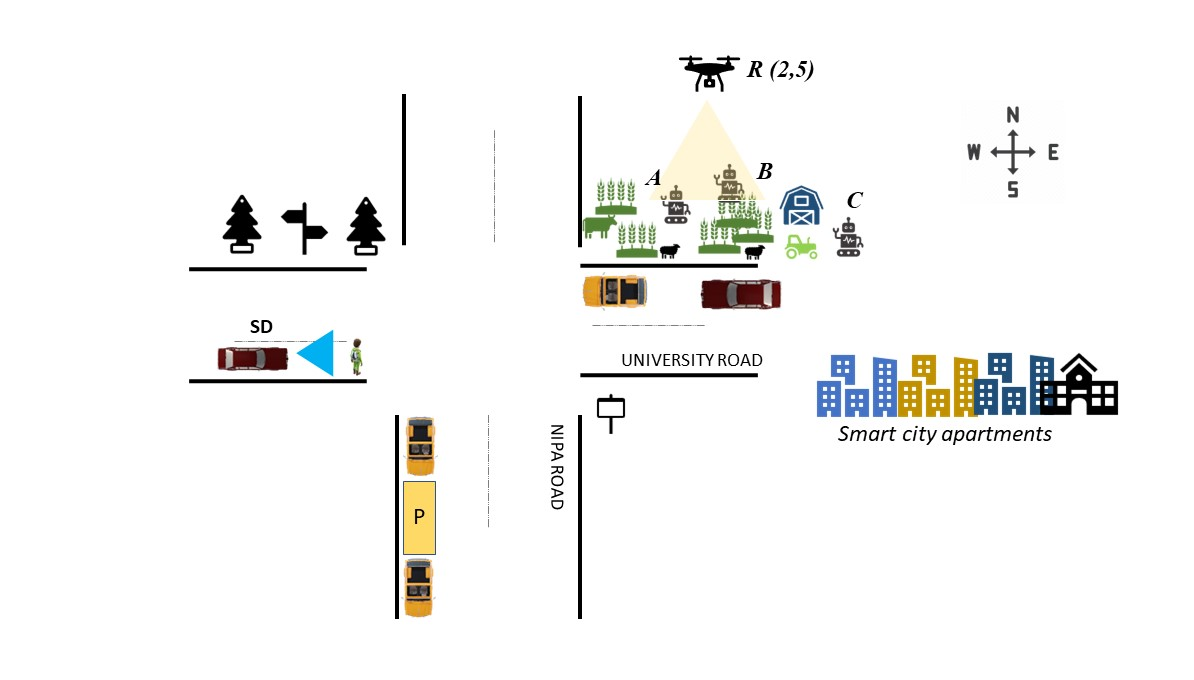 R (2,5)
N
W E
S
A
B
C
SD
UNIVERSITY ROAD
NIPA ROAD
Smart city apartments
P